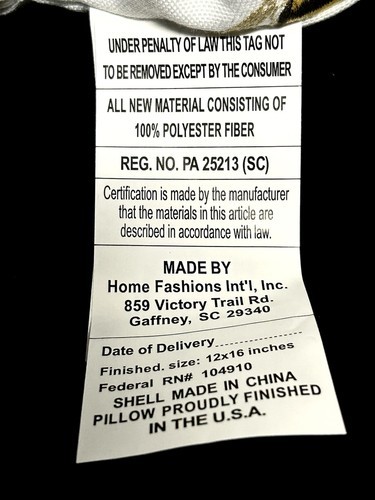 UNDER PENALTY OF LAW THIS TAG NOT
TO BE REMOVED EXCEPT BY THE CONSUMER
ALL NEW MATERIAL CONSISTING OF
100% POLYESTER FIBER
REG. NO. PA 25213 (SC)
Certification is made by the manufacturer
that the materials in this article are
described in accordance with law.
MADE BY
Home Fashions Int'l, Inc.
859 Victory Trail Rd.
Gaffney, SC 29340
Date of Delivery
Finished. size: 12x16 inches
Federal RN# 104910
SHELL MADE IN CHINA
PILLOW PROUDLY FINISHED
IN THE U.S.A.